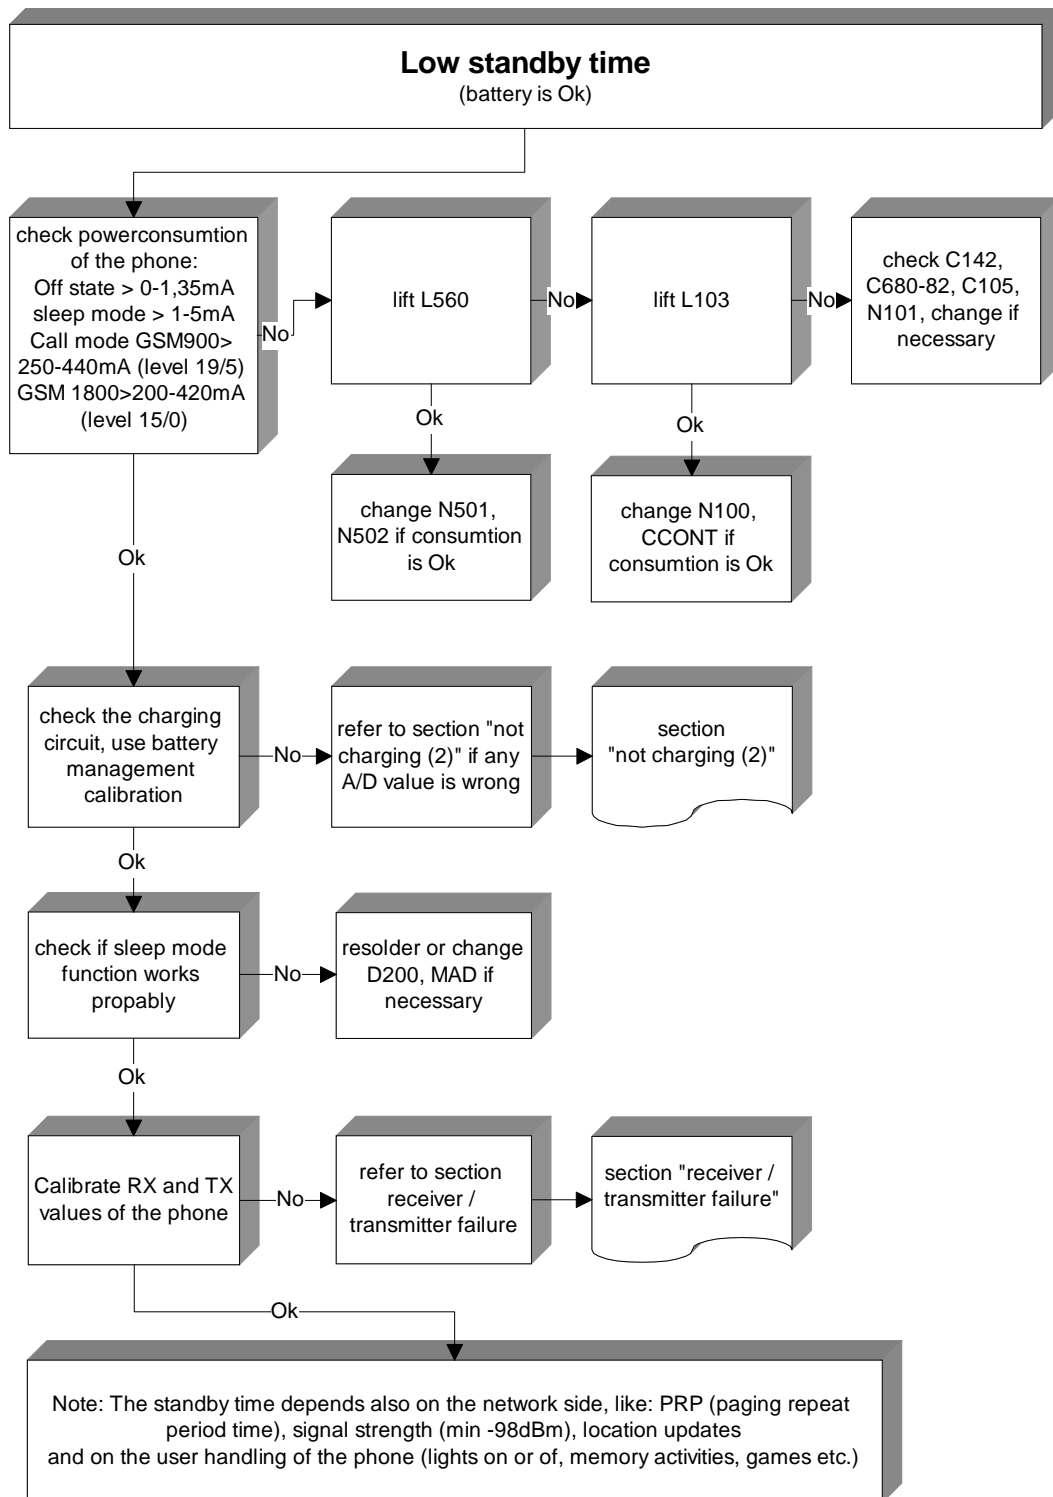 Low standby time
(battery is Ok)
check powerconsumtion
of the phone:
Off state > 0-1,35mA
sleep mode > 1-5mA
Call mode GSM900>
250-440mA (level 19/5)
GSM 1800>200-420mA
(level 15/0)
No
lift L560
No
lift L103
No
check C142,
C680-82, C105,
N101, change if
necessary
Ok
Ok
change N501,
N502 if consumtion
is Ok
change N100,
CCONT if
consumtion is Ok
Ok
check the charging
circuit, use battery
management
calibration
No
refer to section "not
charging (2)" if any
A/D value is wrong
section
"not charging (2)"
Ok
check if sleep mode
function works
propably
No
resolder or change
D200, MAD if
necessary
Ok
Calibrate RX and TX
values of the phone
No
refer to section
receiver /
transmitter failure
section "receiver /
transmitter failure"
Ok
Note: The standby time depends also on the network side, like: PRP (paging repeat
period time), signal strength (min -98dBm), location updates
and on the user handling of the phone (lights on or of, memory activities, games etc.)